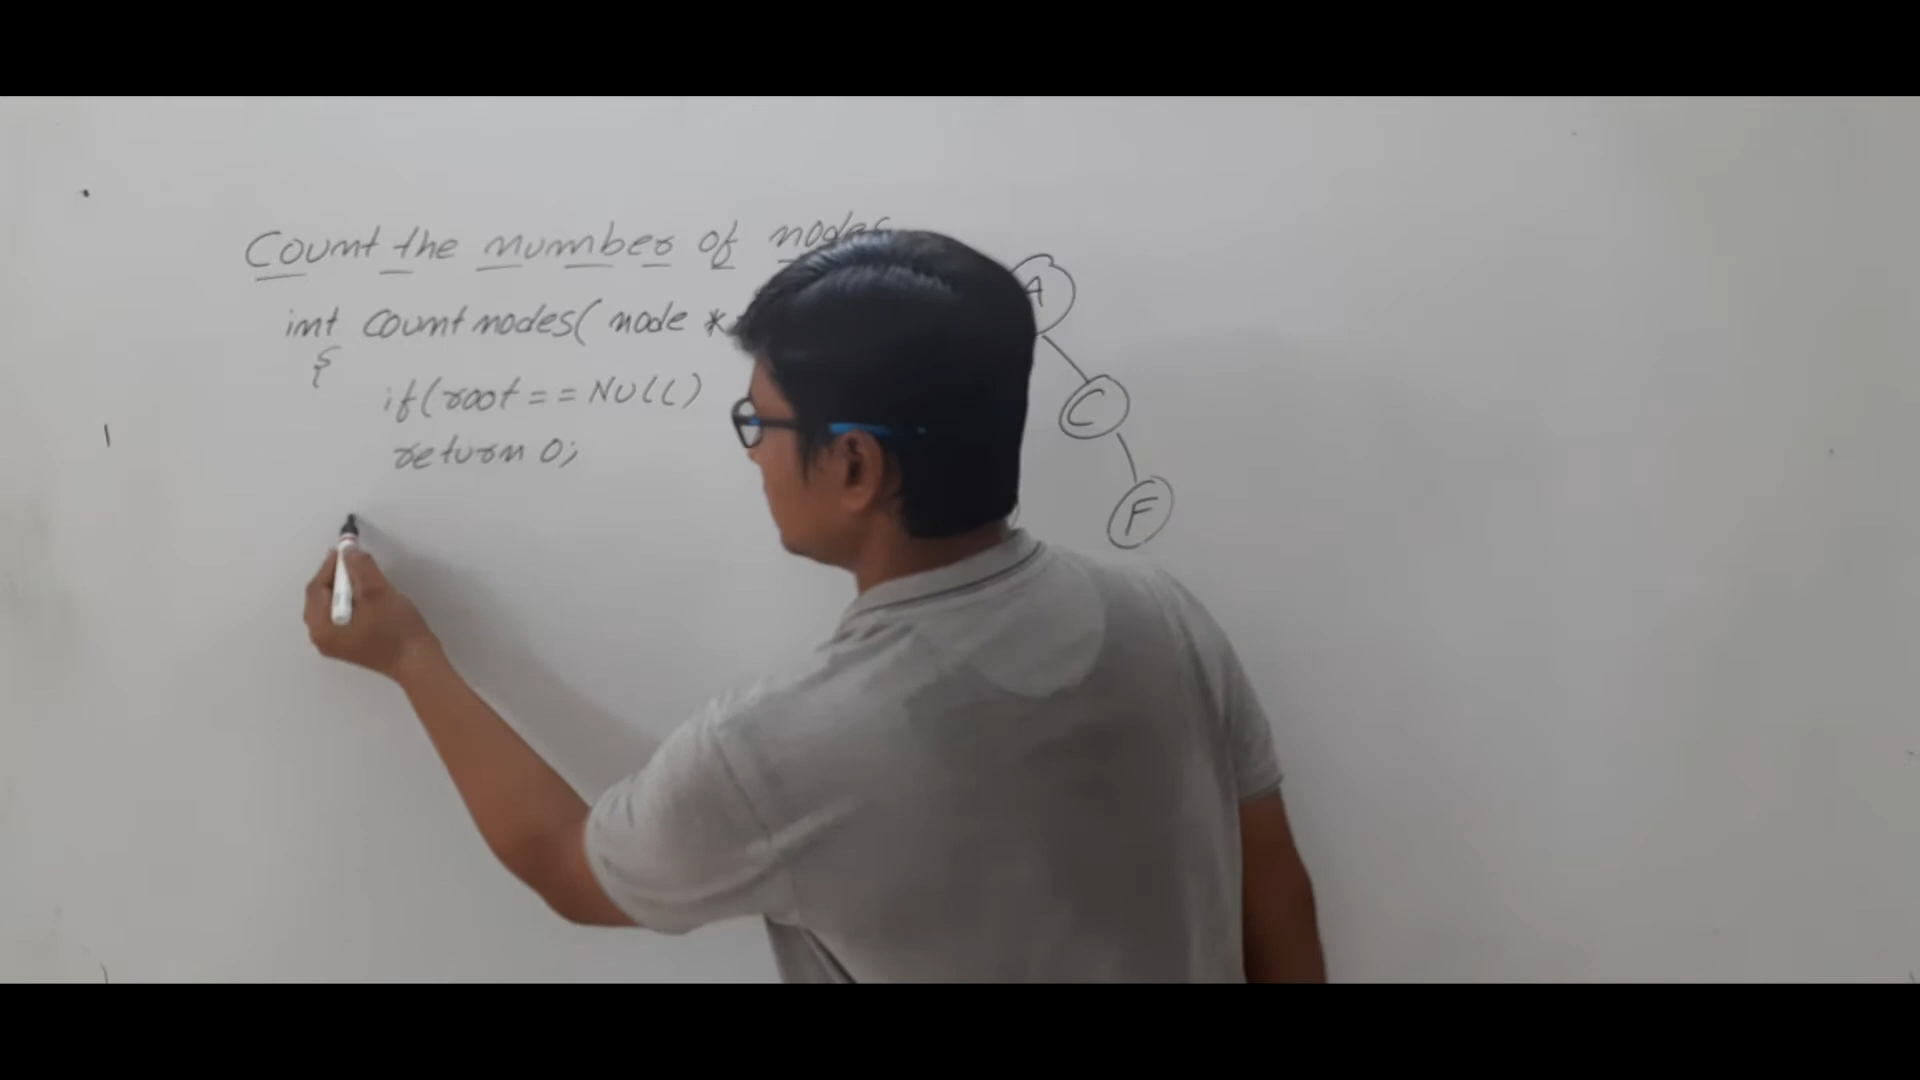 Count the number of nodes
int Countnodes( node *
{
if(root == NULL)
return 0;
A
C
F